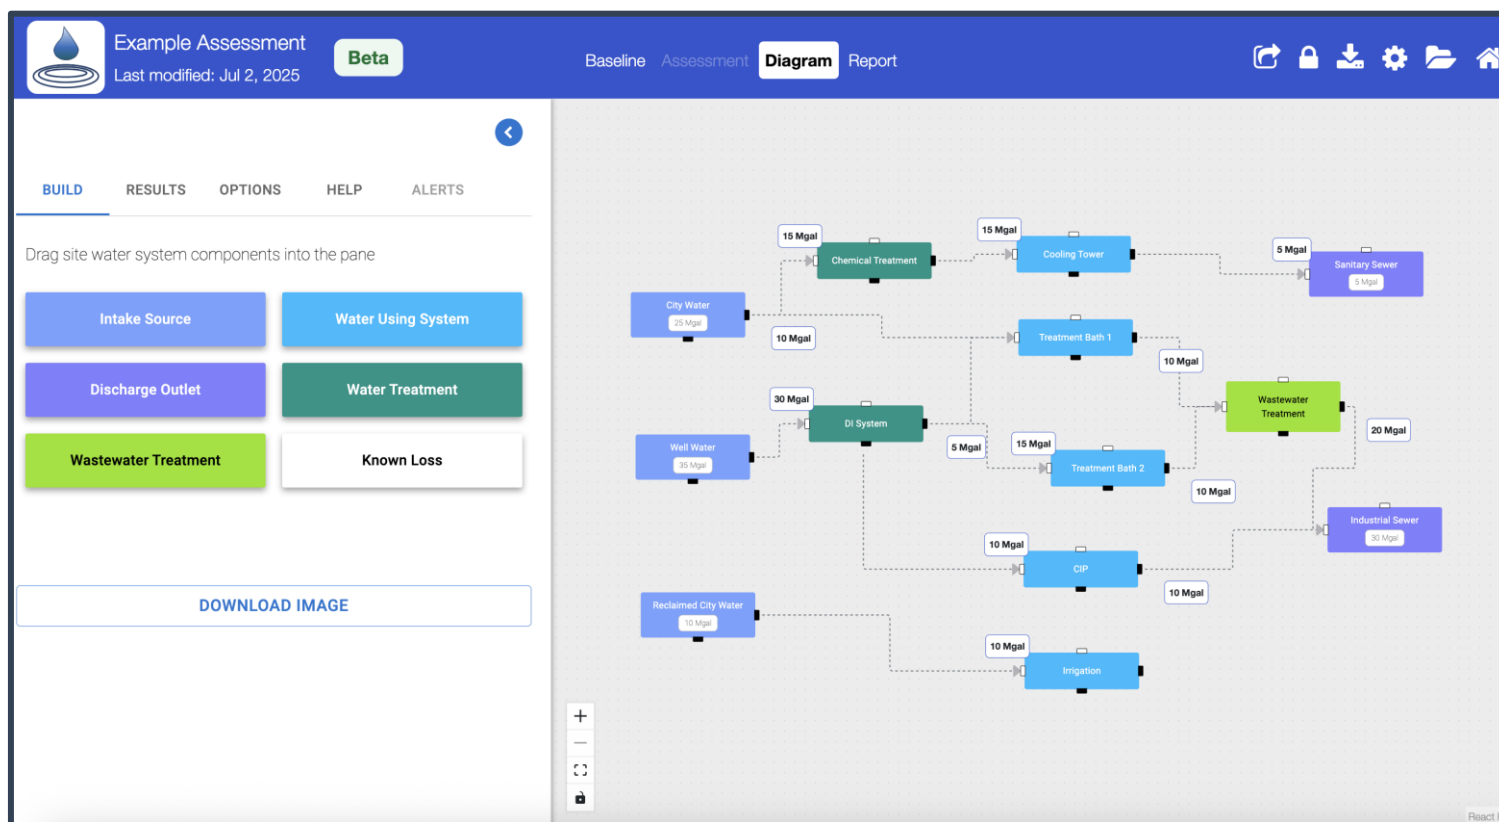 Example Assessment
Last modified: Jul 2, 2025
Beta
Baseline
Assessment
Diagram
Report
BUILD
RESULTS
OPTIONS
HELP
ALERTS
Drag site water system components into the pane
Intake Source
Water Using System
Discharge Outlet
Water Treatment
Wastewater Treatment
Known Loss
DOWNLOAD IMAGE
15 Mgal
Chemical Treatment
15 Mgal
Cooling Tower
5 Mgal
Sanitary Sewer
5 Mgal
City Water
25 Mgal
10 Mgal
Treatment Bath 1
10 Mgal
30 Mgal
DI System
Wastewater
Treatment
20 Mgal
Well Water
35 Mgal
5 Mgal
15 Mgal
Treatment Bath 2
10 Mgal
Industrial Sewer
30 Mgal
10 Mgal
CIP
10 Mgal
Reclaimed City Water
10 Mgal
10 Mgal
Irrigation
React